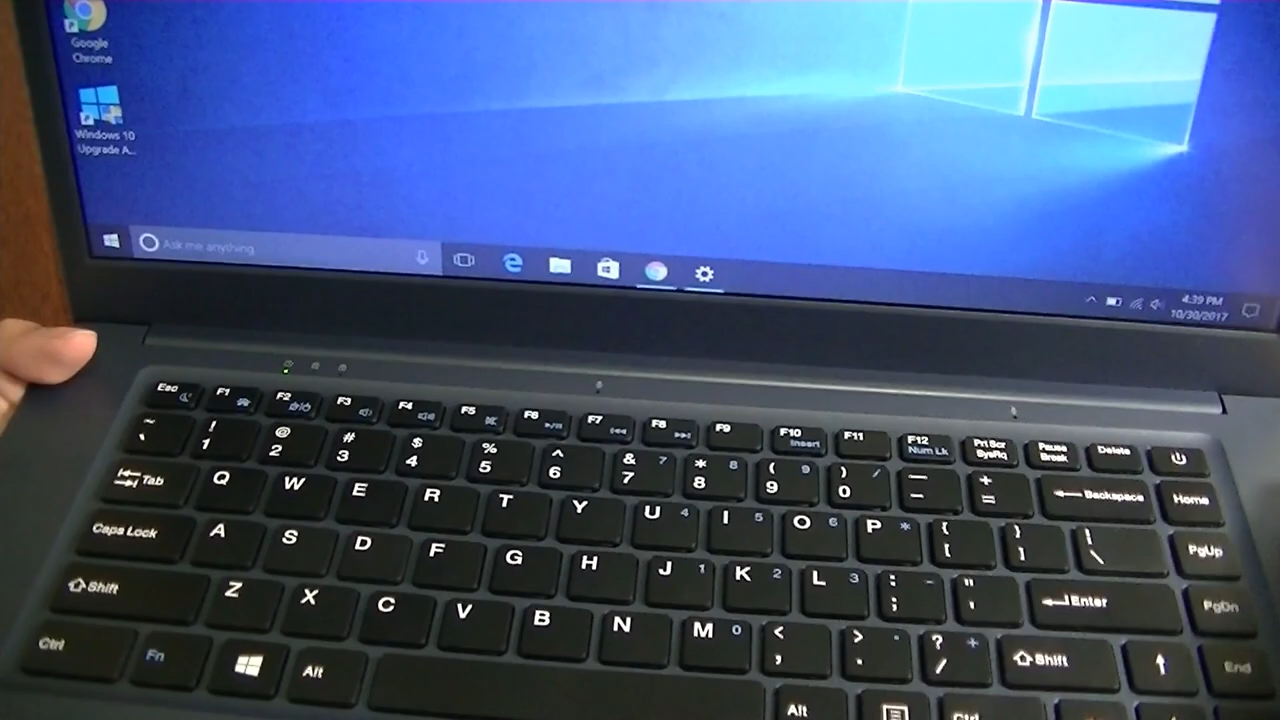 Google
Chrome
Windows 10
Upgrade A...
Ask me anything
4:39 PM
10/30/2017
Esc F1 F2 F3 F4 F5 F6 F7 F8 F9 F10 Insert F11 F12 Num Lk Prt Scr SysRq Pause Break Delete
~ ` ! 1 @ 2 # 3 $ 4 % 5 ^ 6 & 7 7 * 8 8 ( 9 9 ) 0 / — - + = Backspace Home
Tab Q W E R T Y U 4 I 5 O 6 P * { [ } ] | \ PgUp
Caps Lock A S D F G H J 1 K 2 L 3 : ; - " ' Enter PgDn
Shift Z X C V B N M 0 < , > . . ? / + Shift End
Ctrl Fn Alt Alt Ctrl